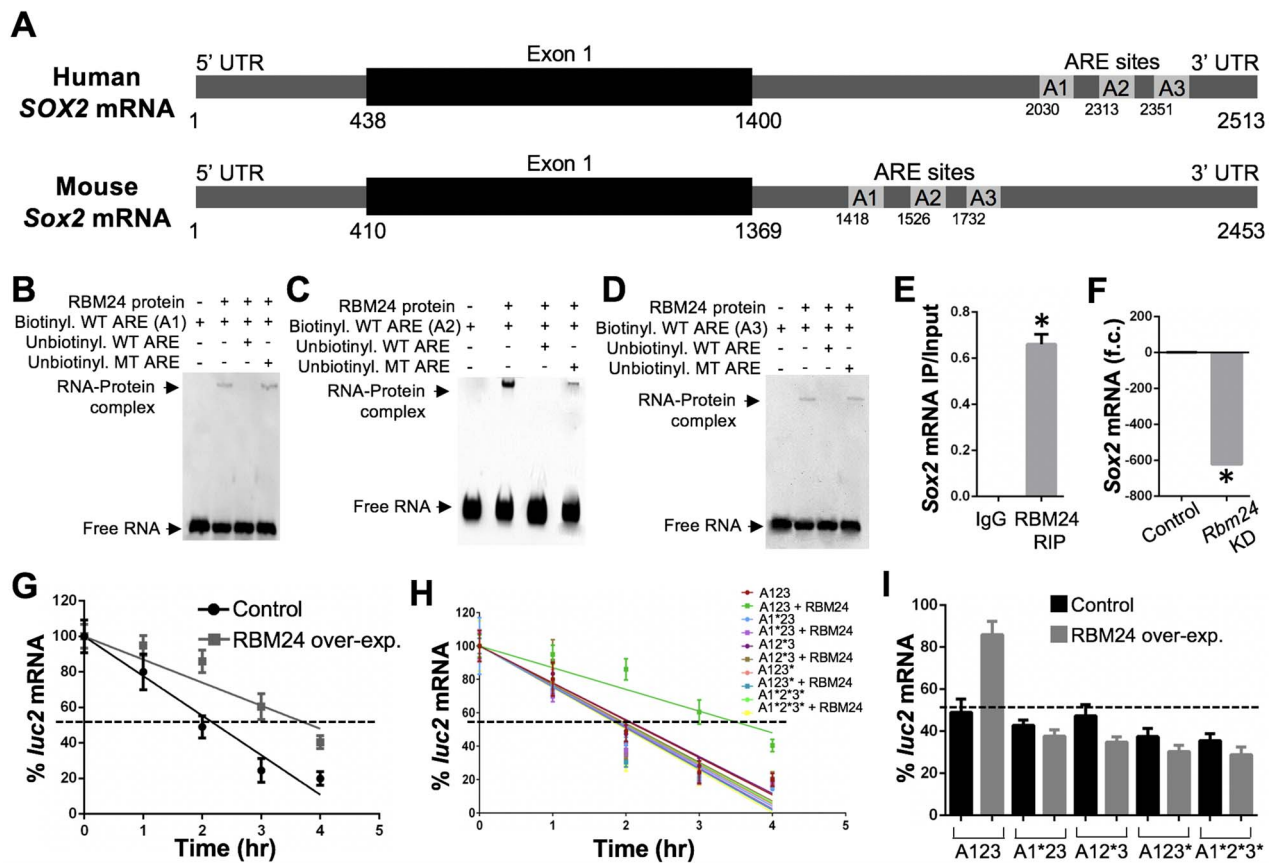 A
Human
SOX2 mRNA
5’ UTR
Exon 1
ARE sites
3’ UTR
A1 A2 A3
1 438 1400 2030 2313 2351 2513
Mouse
Sox2 mRNA
5’ UTR
Exon 1
ARE sites
3’ UTR
A1 A2 A3
1 410 1369 1418 1526 1732 2453
B
RBM24 protein - + + +
Biotinyl. WT ARE (A1) + + + +
Unbiotinyl. WT ARE - - + -
Unbiotinyl. MT ARE - - - +
RNA-Protein
complex
Free RNA
C
RBM24 protein - + + +
Biotinyl. WT ARE (A2) + + + +
Unbiotinyl. WT ARE - - + -
Unbiotinyl. MT ARE - - - +
RNA-Protein
complex
Free RNA
D
RBM24 protein - + + +
Biotinyl. WT ARE (A3) + + + +
Unbiotinyl. WT ARE - - + -
Unbiotinyl. MT ARE - - - +
RNA-Protein
complex
Free RNA
E
Sox2 mRNA IP/Input
0.6
0.4
0.2
0.0
*
IgG RBM24
RIP
F
Sox2 mRNA (f.c.)
200
0
-200
-400
-600
-800
*
Control
Rbm24
KD
G
% luc2 mRNA
120
100
80
60
40
20
0
0 1 2 3 4 5
Time (hr)
Control
RBM24 over-exp.
H
% luc2 mRNA
120
100
80
60
40
20
0
0 1 2 3 4 5
Time (hr)
A123
A123 + RBM24
A1*23
A1*23 + RBM24
A12*3
A12*3 + RBM24
A123*
A123* + RBM24
A1*2*3*
A1*2*3* + RBM24
I
% luc2 mRNA
100
80
60
40
20
0
Control
RBM24 over-exp.
A123 A1*23 A12*3 A123* A1*2*3*